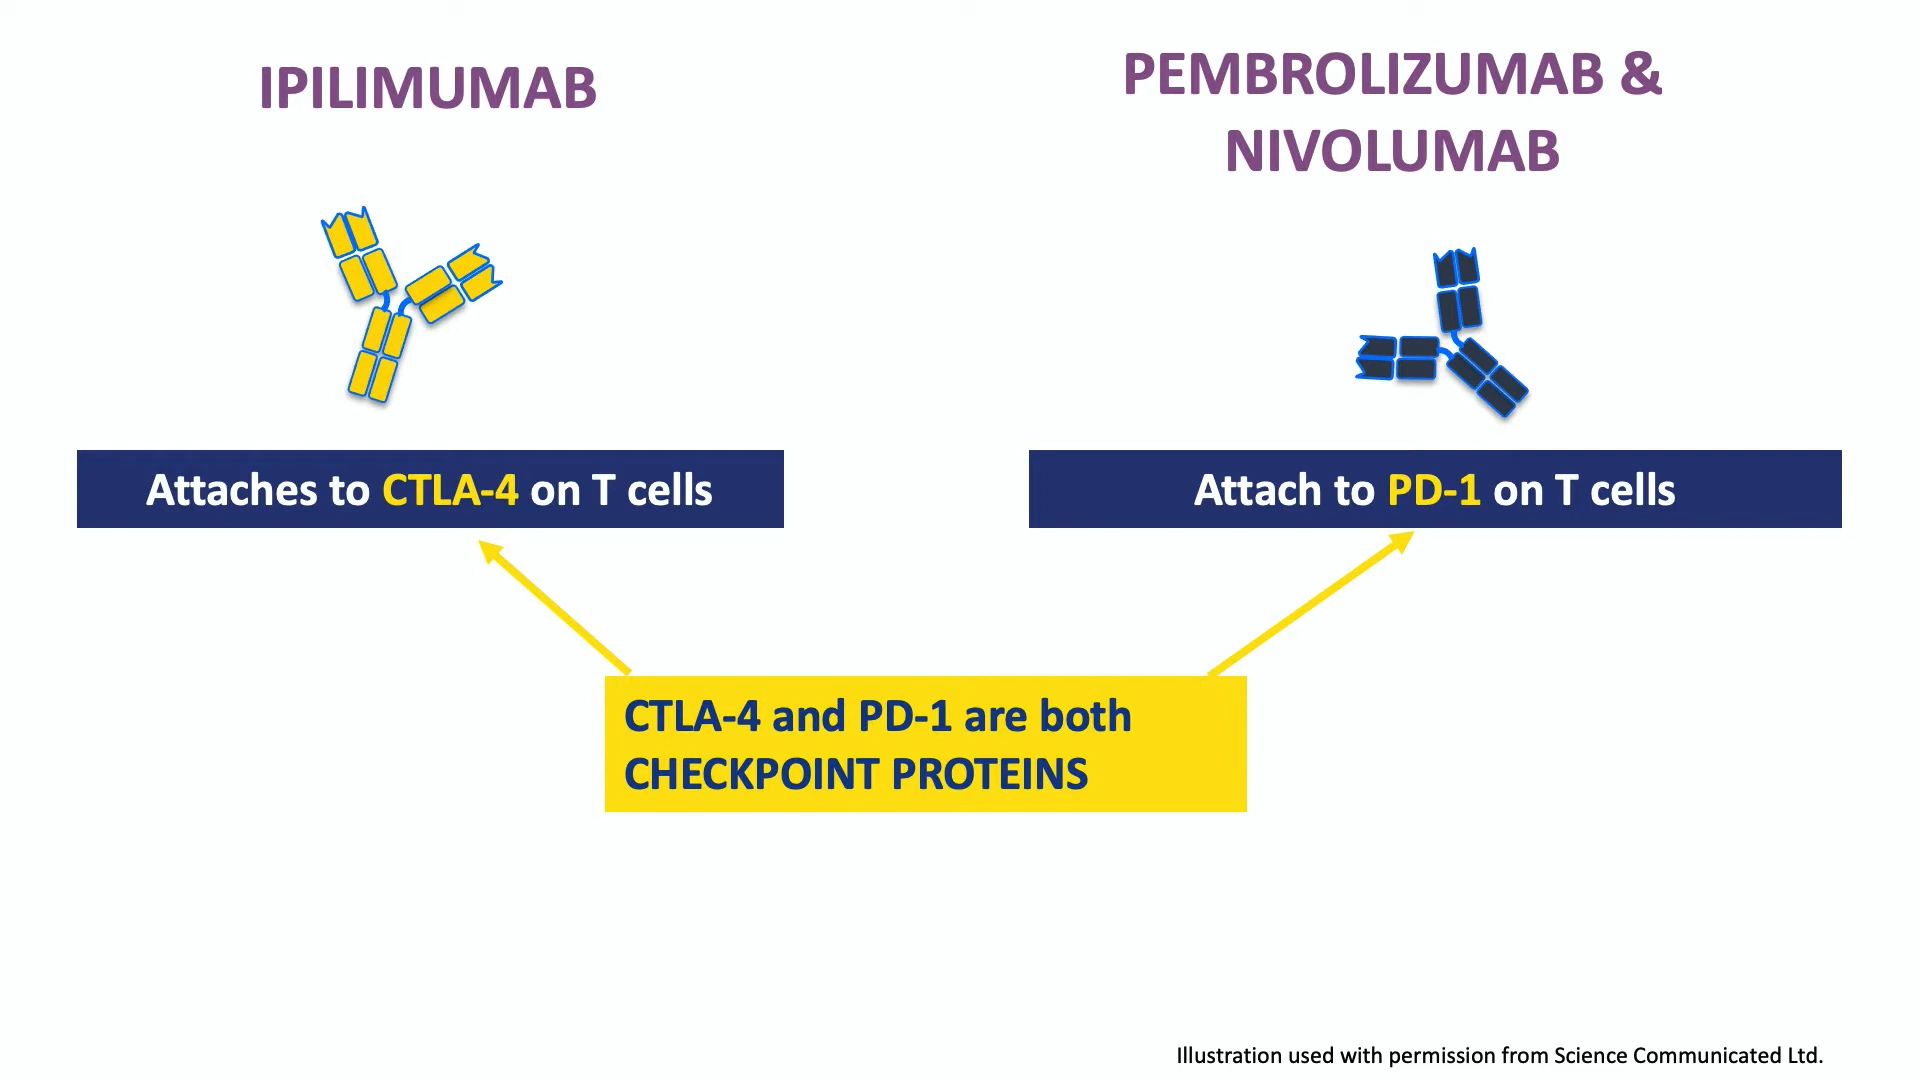 IPILIMUMAB
PEMBROLIZUMAB &
NIVOLUMAB
Attaches to CTLA-4 on T cells
Attach to PD-1 on T cells
CTLA-4 and PD-1 are both
CHECKPOINT PROTEINS
Illustration used with permission from Science Communicated Ltd.